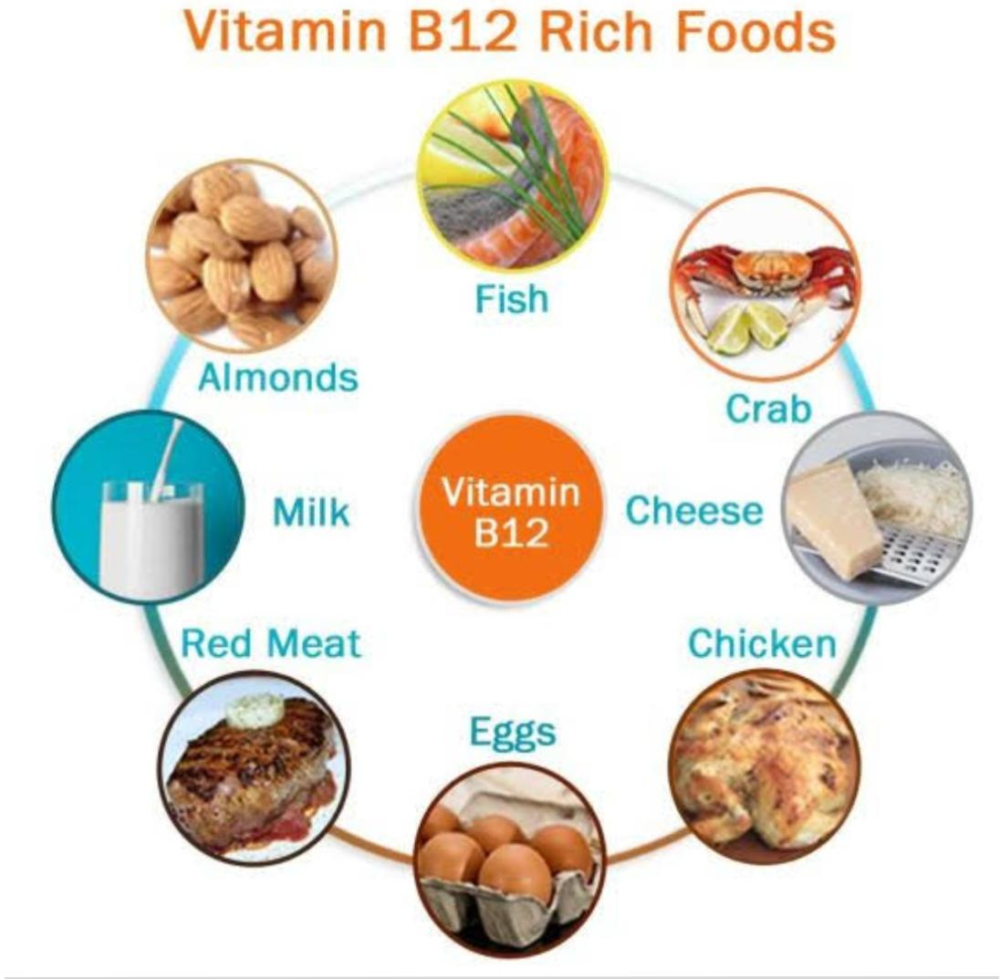 Vitamin B12 Rich Foods
Fish
Almonds
Crab
Milk
Vitamin
B12
Cheese
Red Meat
Chicken
Eggs